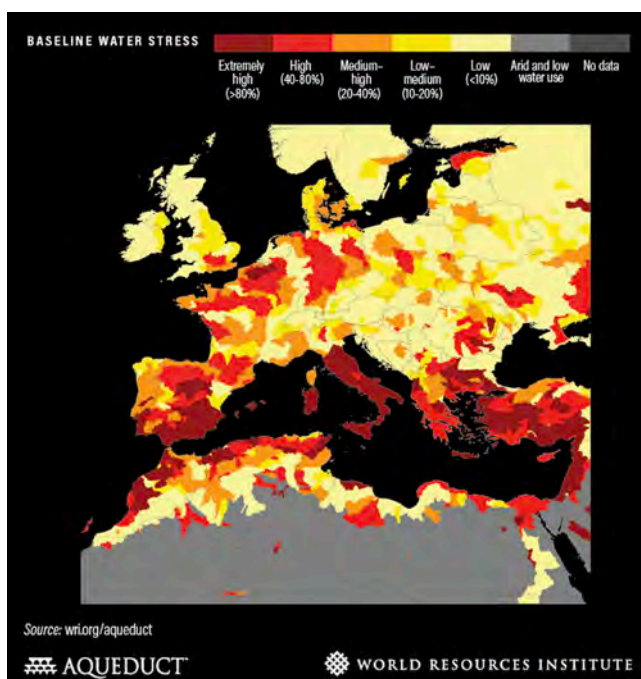 BASELINE WATER STRESS
Extremely
high
(>80%)
High
(40-80%)
Medium–
high
(20-40%)
Low–
medium
(10-20%)
Low
(<10%)
Arid and low
water use
No data
Source: wri.org/aqueduct
AQUEDUCT™
WORLD RESOURCES INSTITUTE